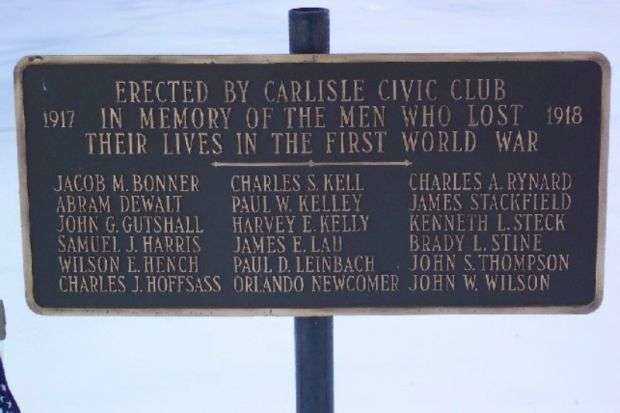 ERECTED BY CARLISLE CIVIC CLUB
1917 IN MEMORY OF THE MEN WHO LOST 1918
THEIR LIVES IN THE FIRST WORLD WAR
JACOB M. BONNER
ABRAM DEWALT
JOHN G. GUTSHALL
SAMUEL J. HARRIS
WILSON E. HENCH
CHARLES J. HOFFSASS
CHARLES S. KELL
PAUL W. KELLEY
HARVEY E. KELLY
JAMES E. LAU
PAUL D. LEINBACH
ORLANDO NEWCOMER
CHARLES A. RYNARD
JAMES STACKFIELD
KENNETH L. STECK
BRADY L. STINE
JOHN S. THOMPSON
JOHN W. WILSON